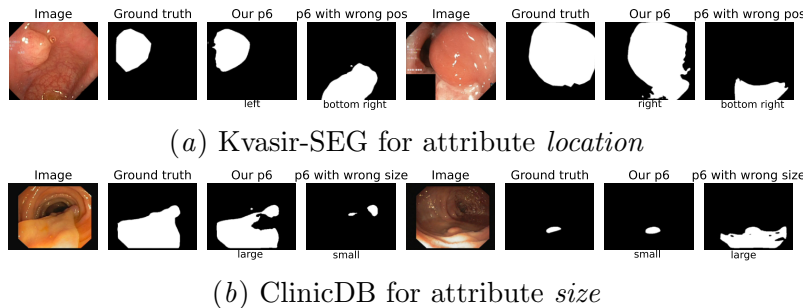 Image Ground truth Our p6 p6 with wrong pos Image Ground truth Our p6 p6 with wrong pos
left bottom right right bottom right
(a) Kvasir-SEG for attribute location
Image Ground truth Our p6 p6 with wrong size Image Ground truth Our p6 p6 with wrong size
large small small large
(b) ClinicDB for attribute size